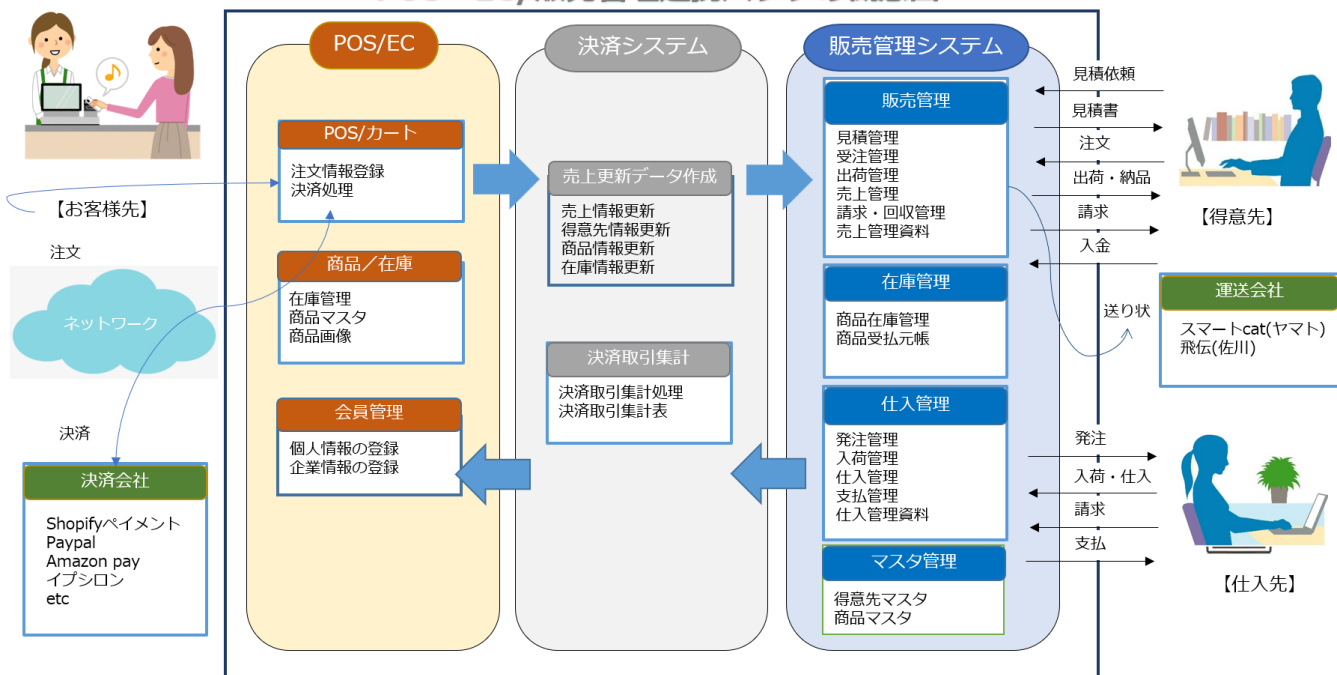 POS/EC
決済システム
販売管理システム
POS/カート
注文情報登録
決済処理
商品／在庫
在庫管理
商品マスタ
商品画像
会員管理
個人情報の登録
企業情報の登録
売上更新データ作成
売上情報更新
得意先情報更新
商品情報更新
在庫情報更新
決済取引集計
決済取引集計処理
決済取引集計表
販売管理
見積管理
受注管理
出荷管理
売上管理
請求・回収管理
売上管理資料
在庫管理
商品在庫管理
商品受払元帳
仕入管理
発注管理
入荷管理
仕入管理
支払管理
仕入管理資料
マスタ管理
得意先マスタ
商品マスタ
【お客様先】
注文
ネットワーク
決済
決済会社
Shopifyペイメント
Paypal
Amazon pay
イプシロン
etc
見積依頼
見積書
注文
出荷・納品
請求
入金
【得意先】
送り状
運送会社
スマートcat(ヤマト)
飛伝(佐川)
発注
入荷・仕入
請求
支払
【仕入先】